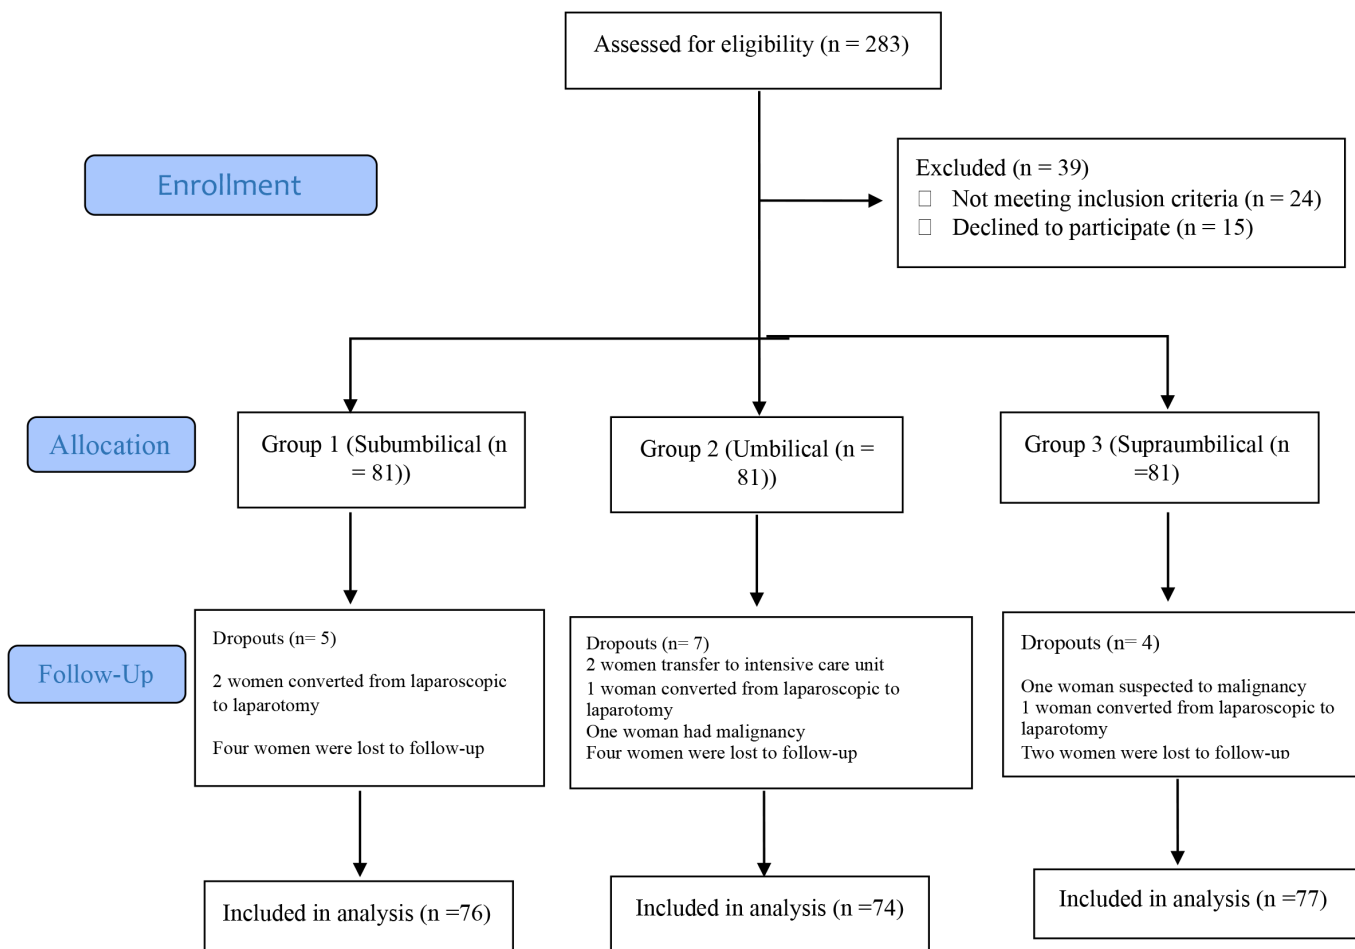 Assessed for eligibility (n = 283)
Enrollment
Excluded (n = 39)
Not meeting inclusion criteria (n = 24)
Declined to participate (n = 15)
Allocation
Group 1 (Subumbilical (n
= 81))
Group 2 (Umbilical (n =
81))
Group 3 (Supraumbilical (n
=81)
Follow-Up
Dropouts (n= 5)
2 women converted from laparoscopic
to laparotomy
Four women were lost to follow-up
Dropouts (n= 7)
2 women transfer to intensive care unit
1 woman converted from laparoscopic to
laparotomy
One woman had malignancy
Four women were lost to follow-up
Dropouts (n= 4)
One woman suspected to malignancy
1 woman converted from laparoscopic to
laparotomy
Two women were lost to follow-up
Included in analysis (n =76)
Included in analysis (n =74)
Included in analysis (n =77)